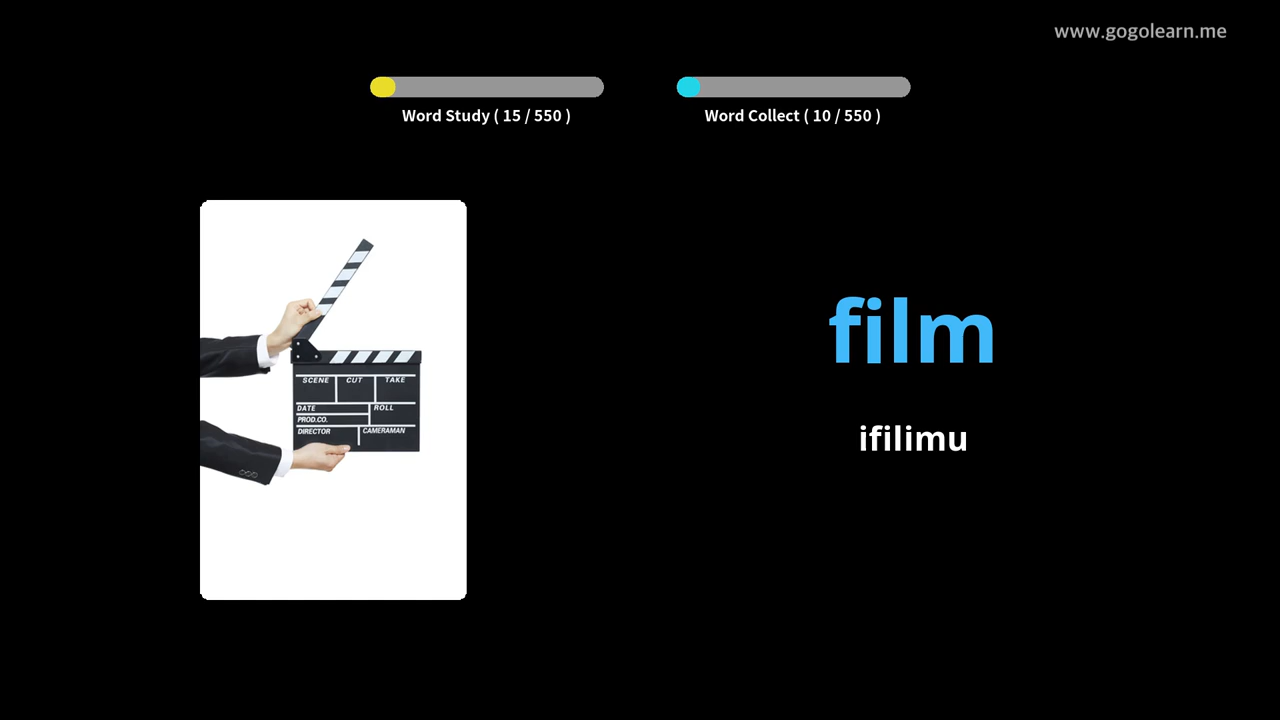 www.gogolearn.me
Word Study ( 15 / 550 )
Word Collect ( 10 / 550 )
SCENE CUT TAKE
DATE ROLL
PROD.CO.
DIRECTOR CAMERAMAN
film
ifilimu